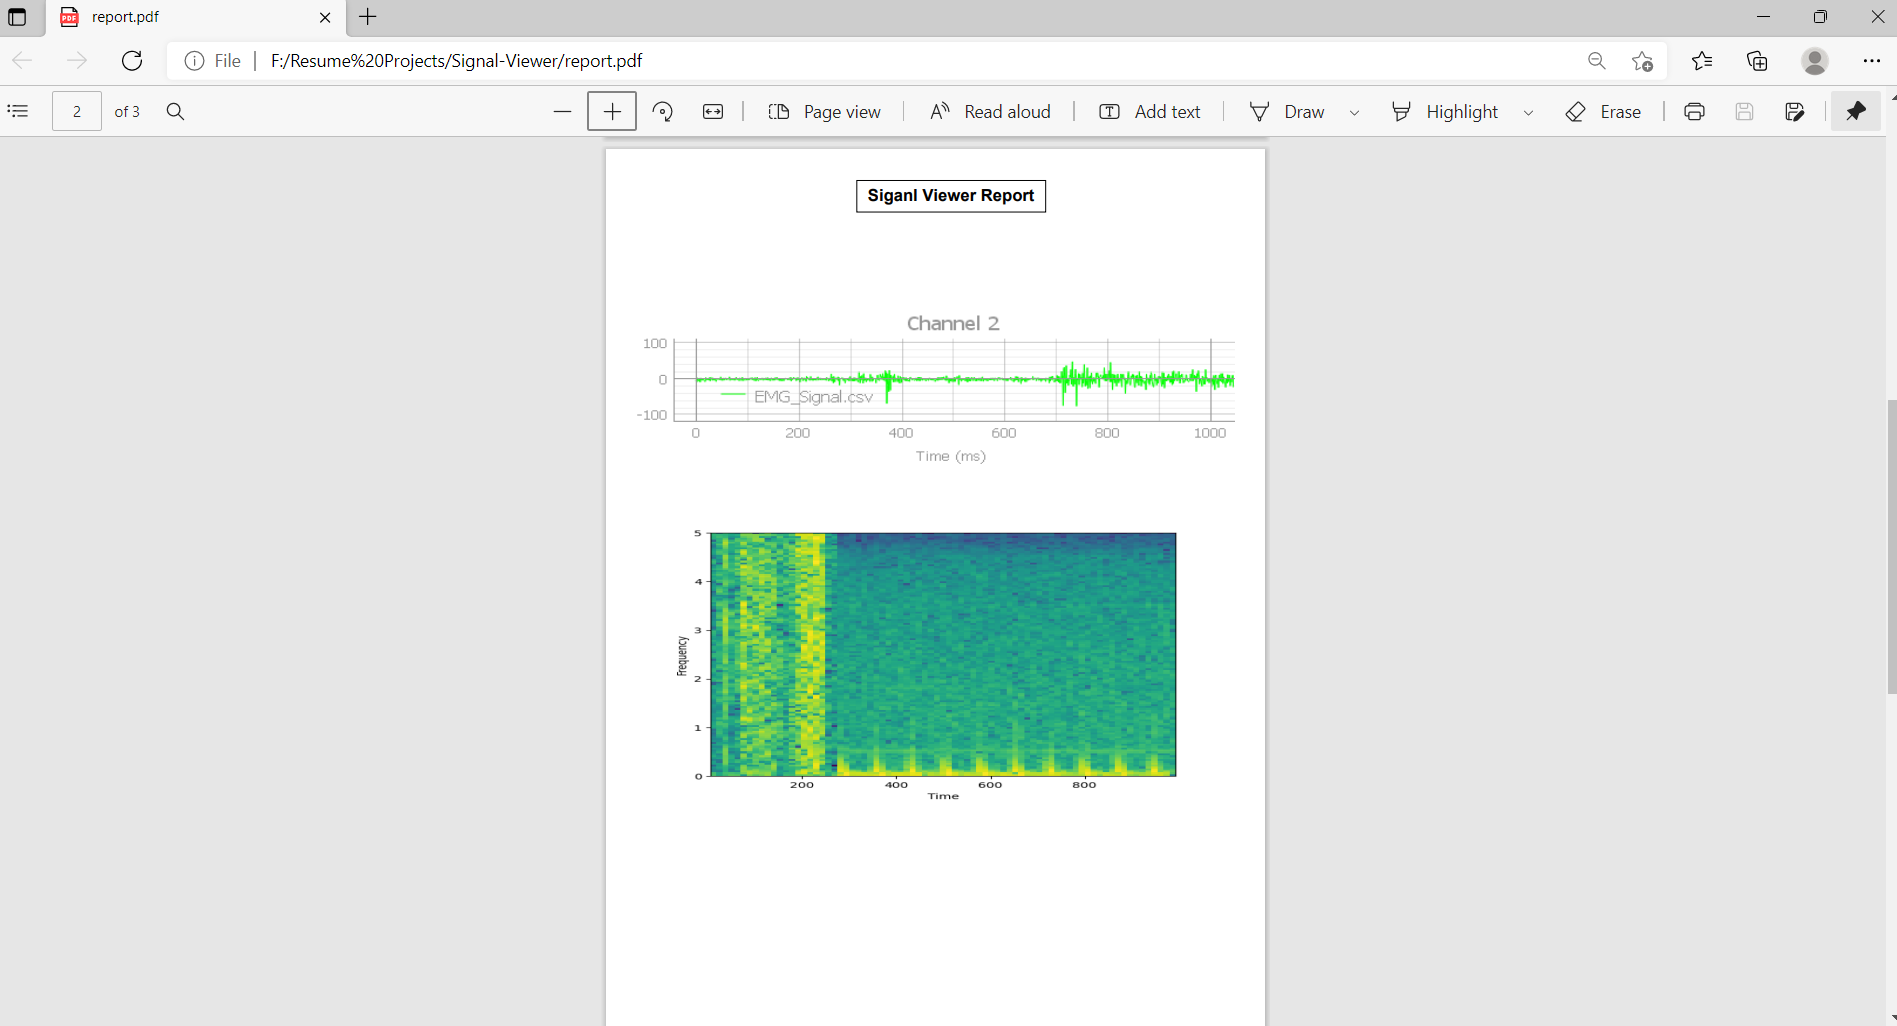 report.pdf
File F:/Resume%20Projects/Signal-Viewer/report.pdf
2 of 3 Page view Read aloud Add text Draw Highlight Erase
Siganl Viewer Report
Channel 2
100
0
EMG_Signal.csv
-100
0 200 400 600 800 1000
Time (ms)
5
4
3
Frequency
2
1
0
200 400 600 800
Time